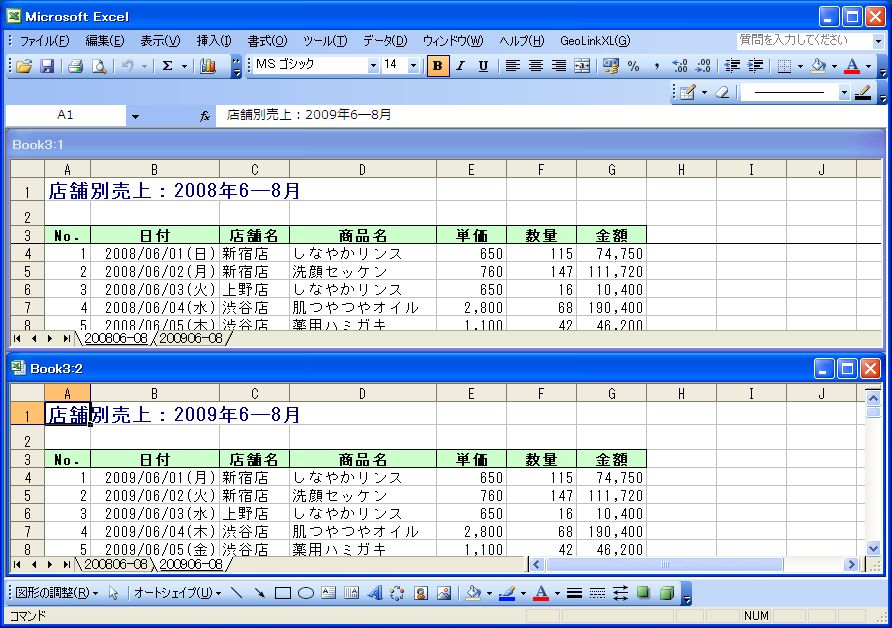 Microsoft Excel
ファイル(F) 編集(E) 表示(V) 挿入(I) 書式(O) ツール(T) データ(D) ウィンドウ(W) ヘルプ(H) GeoLinkXL(G) 質問を入力してください
MS ゴシック 14 B I U %
A1 fx 店舗別売上：2009年6―8月
Book3:1
A B C D E F G H I J
1 店舗別売上：2008年6―8月
2
3 No. 日付 店舗名 商品名 単価 数量 金額
4 1 2008/06/01(日) 新宿店 しなやかリンス 650 115 74,750
5 2 2008/06/02(月) 新宿店 洗顔セッケン 760 147 111,720
6 3 2008/06/03(火) 上野店 しなやかリンス 650 16 10,400
7 4 2008/06/04(水) 渋谷店 肌つやつやオイル 2,800 68 190,400
8 5 2008/06/05(木) 渋谷店 薬用ハミガキ 1,100 42 46,200
200806-08 200906-08
Book3:2
A B C D E F G H I J
1 店舗別売上：2009年6―8月
2
3 No. 日付 店舗名 商品名 単価 数量 金額
4 1 2009/06/01(月) 新宿店 しなやかリンス 650 115 74,750
5 2 2009/06/02(火) 新宿店 洗顔セッケン 760 147 111,720
6 3 2009/06/03(水) 上野店 しなやかリンス 650 16 10,400
7 4 2009/06/04(木) 渋谷店 肌つやつやオイル 2,800 68 190,400
8 5 2009/06/05(金) 渋谷店 薬用ハミガキ 1,100 42 46,200
200806-08 200906-08
図形の調整(R) オートシェイプ(U)
コマンド NUM